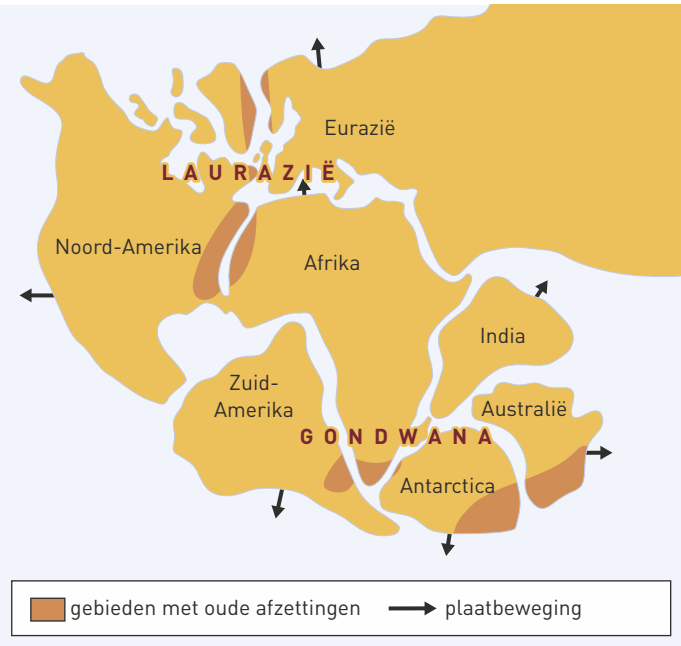 Eurazië
LAURAZIË
Noord-Amerika
Afrika
India
Zuid-
Amerika
Australië
GONDWANA
Antarctica
gebieden met oude afzettingen
plaatbeweging